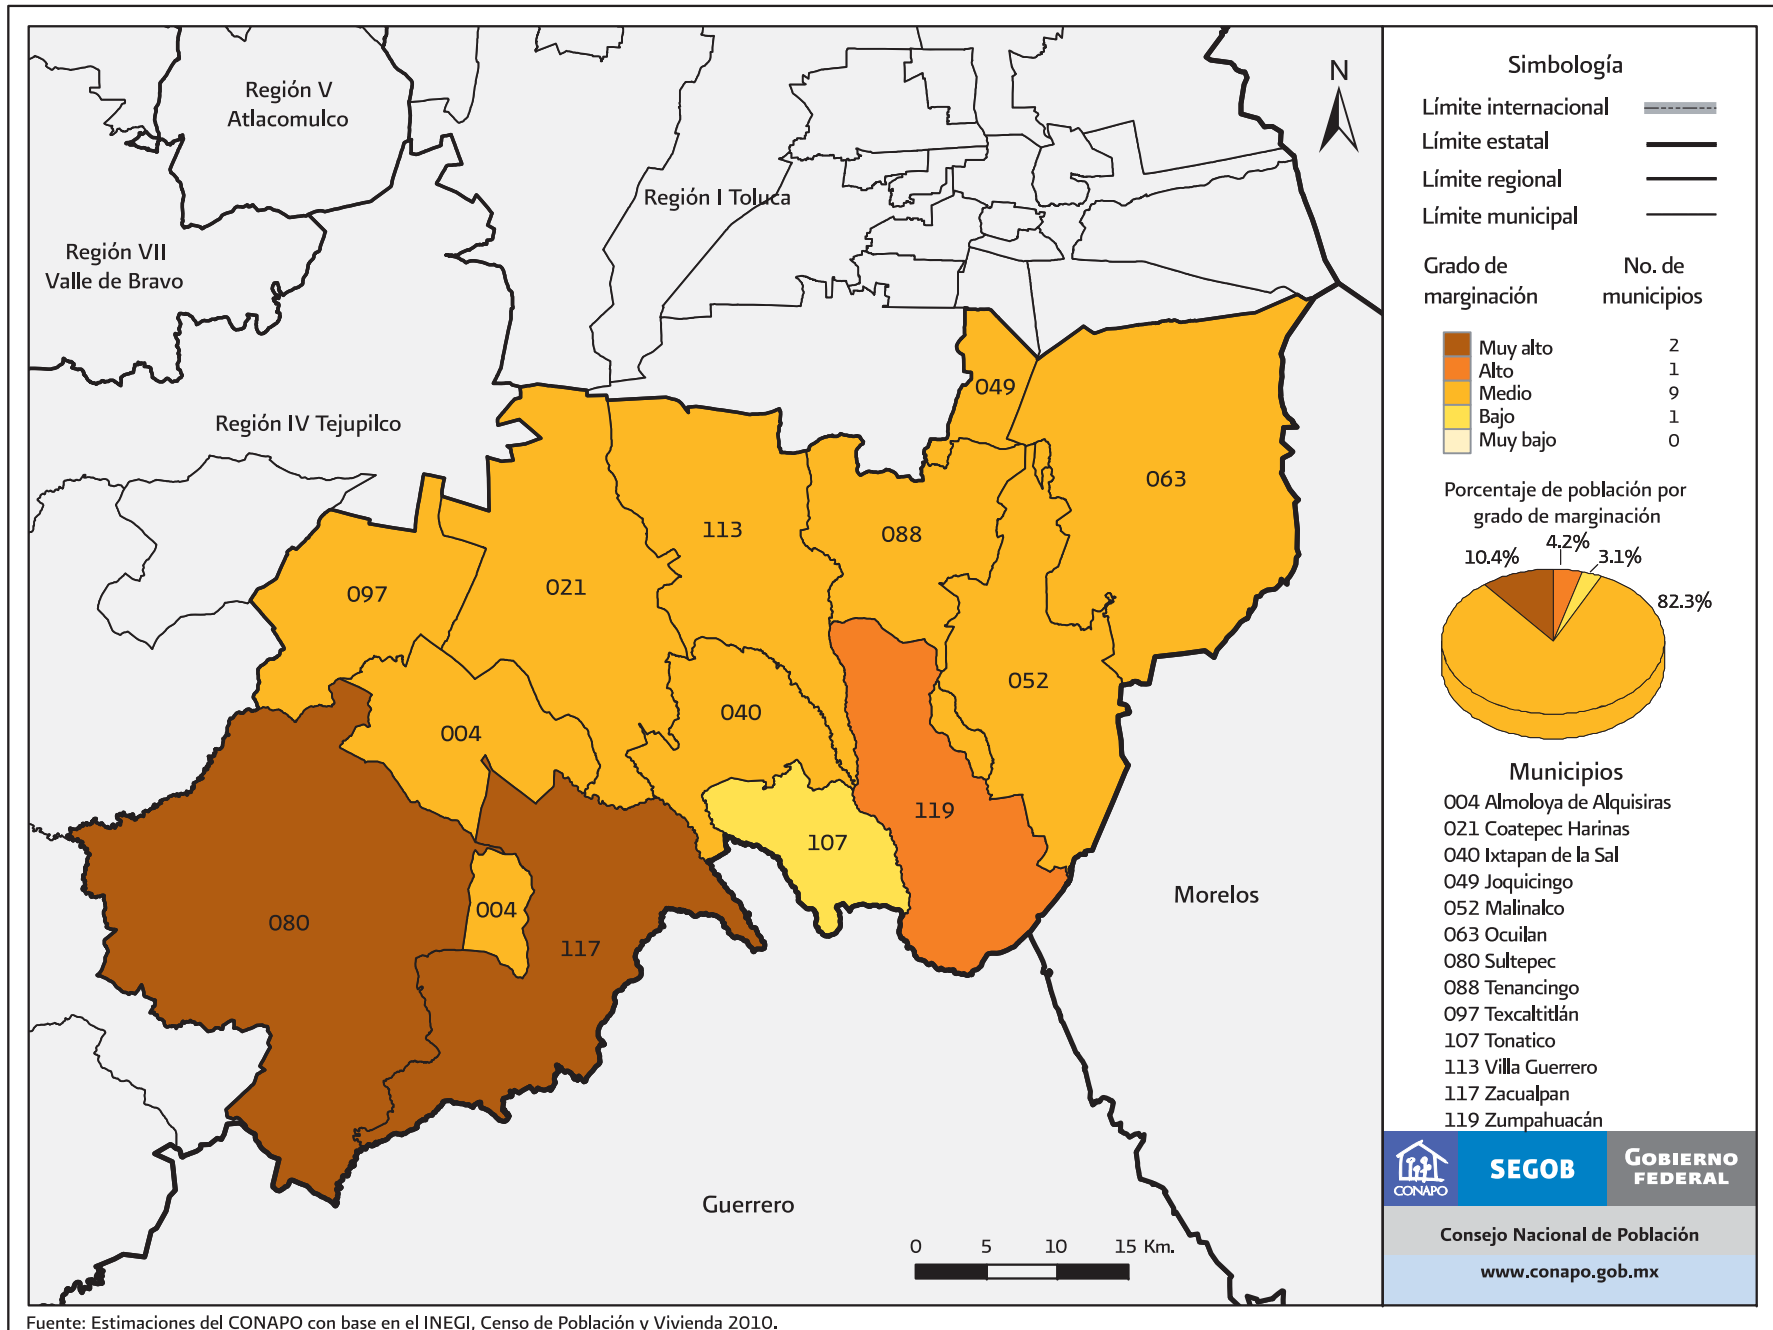 Región V
Atlacomulco
Región I Toluca
Región VII
Valle de Bravo
Región IV Tejupilco
N
049
063
113
088
021
097
052
040
004
119
107
080
004
117
Morelos
Guerrero
0 5 10 15 Km.
Simbología
Límite internacional
Límite estatal
Límite regional
Límite municipal
Grado de marginación
No. de municipios
Muy alto 2
Alto 1
Medio 9
Bajo 1
Muy bajo 0
Porcentaje de población por
grado de marginación
10.4%
4.2%
3.1%
82.3%
Municipios
004 Almoloya de Alquisiras
021 Coatepec Harinas
040 Ixtapan de la Sal
049 Joquicingo
052 Malinalco
063 Ocuilan
080 Sultepec
088 Tenancingo
097 Texcaltitlán
107 Tonatico
113 Villa Guerrero
117 Zacualpan
119 Zumpahuacán
CONAPO
SEGOB
GOBIERNO
FEDERAL
Consejo Nacional de Población
www.conapo.gob.mx
Fuente: Estimaciones del CONAPO con base en el INEGI, Censo de Población y Vivienda 2010.